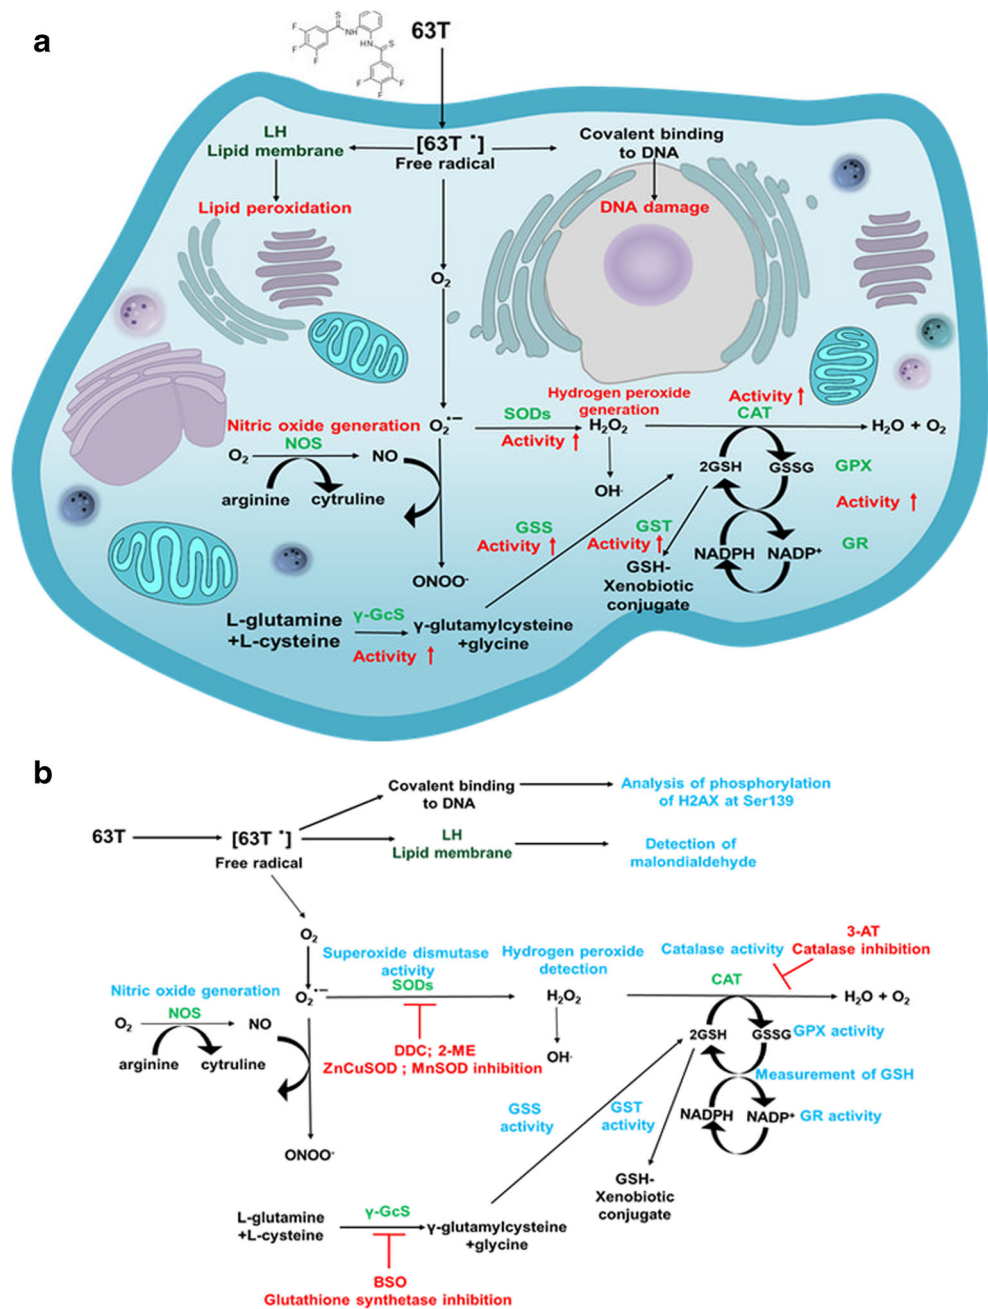 a
63T
S
NH
HN
S
F
F
F
F
F
F
LH
Lipid membrane
[63T •]
Free radical
Covalent binding
to DNA
Lipid peroxidation
DNA damage
O2
Nitric oxide generation
O2•−
SODs
Activity ↑
Hydrogen peroxide
generation
H2O2
Activity ↑
CAT
H2O + O2
O2
NOS
NO
arginine
cytruline
OH·
2GSH
GSSG
GPX
Activity ↑
GSS
Activity ↑
GST
Activity ↑
NADPH
NADP+
GR
GSH-
Xenobiotic
conjugate
ONOO-
L-glutamine
+L-cysteine
γ-GcS
Activity ↑
γ-glutamylcysteine
+glycine
b
63T
[63T •]
Free radical
Covalent binding
to DNA
Analysis of phosphorylation
of H2AX at Ser139
LH
Lipid membrane
Detection of
malondialdehyde
O2
Superoxide dismutase
activity
SODs
Hydrogen peroxide
detection
Catalase activity
3-AT
Catalase inhibition
CAT
Nitric oxide generation
O2•−
H2O2
H2O + O2
O2
NOS
NO
arginine
cytruline
DDC; 2-ME
ZnCuSOD ; MnSOD inhibition
OH·
2GSH
GSSG
GPX activity
Measurement of GSH
GSS
activity
GST
activity
NADPH
NADP+
GR activity
ONOO-
GSH-
Xenobiotic
conjugate
L-glutamine
+L-cysteine
γ-GcS
γ-glutamylcysteine
+glycine
BSO
Glutathione synthetase inhibition